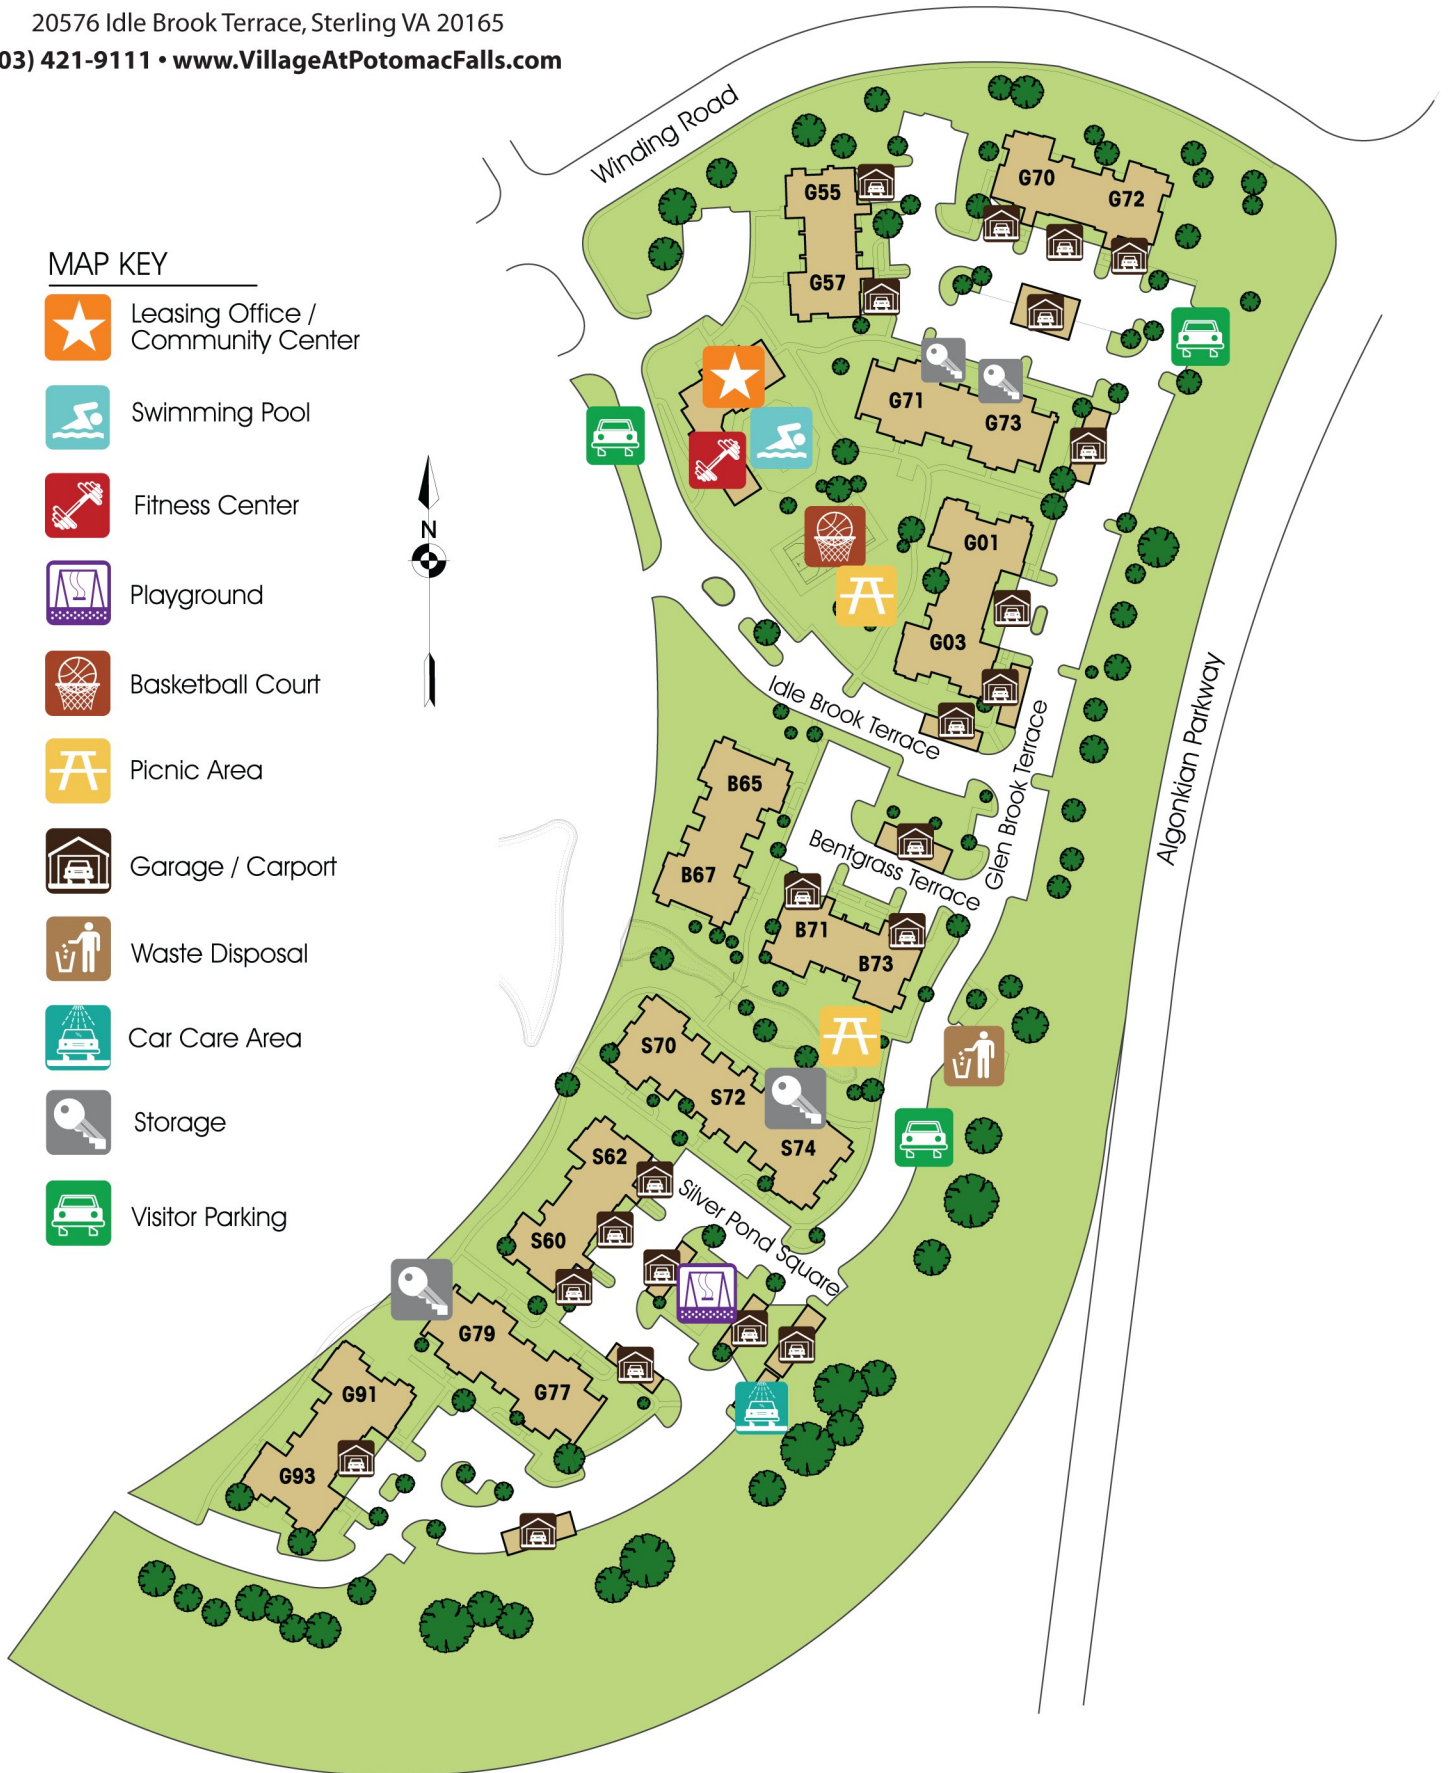 20576 Idle Brook Terrace, Sterling VA 20165
03) 421-9111 • www.VillageAtPotomacFalls.com
MAP KEY
Leasing Office /
Community Center
Swimming Pool
Fitness Center
Playground
Basketball Court
Picnic Area
Garage / Carport
Waste Disposal
Car Care Area
Storage
Visitor Parking
N
Winding Road
G55
G57
G70
G72
G71
G73
G01
G03
Idle Brook Terrace
Glen Brook Terrace
Algonkian Parkway
B65
B67
Bentgrass Terrace
B71
B73
S70
S72
S74
S62
S60
Silver Pond Square
G79
G77
G91
G93